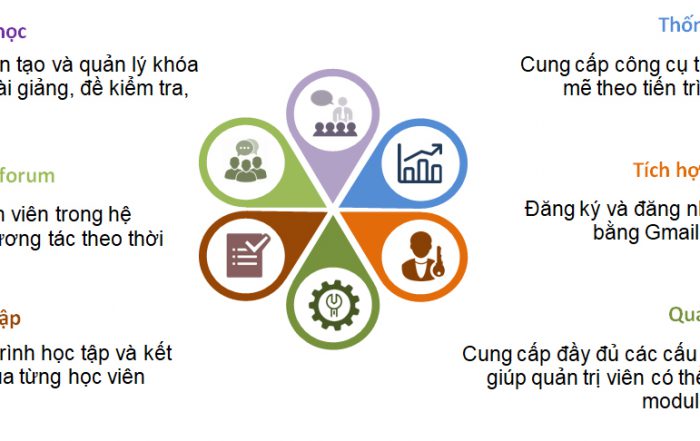 học
n tạo và quản lý khóa
ài giảng, đề kiểm tra,
forum
n viên trong hệ
ương tác theo thời
ập
rình học tập và kết
ủa từng học viên
Thốn
Cung cấp công cụ t
mẽ theo tiến trì
Tích hợ
Đăng ký và đăng nh
bằng Gmail
Quả
Cung cấp đầy đủ các cấu
giúp quản trị viên có thể
modul